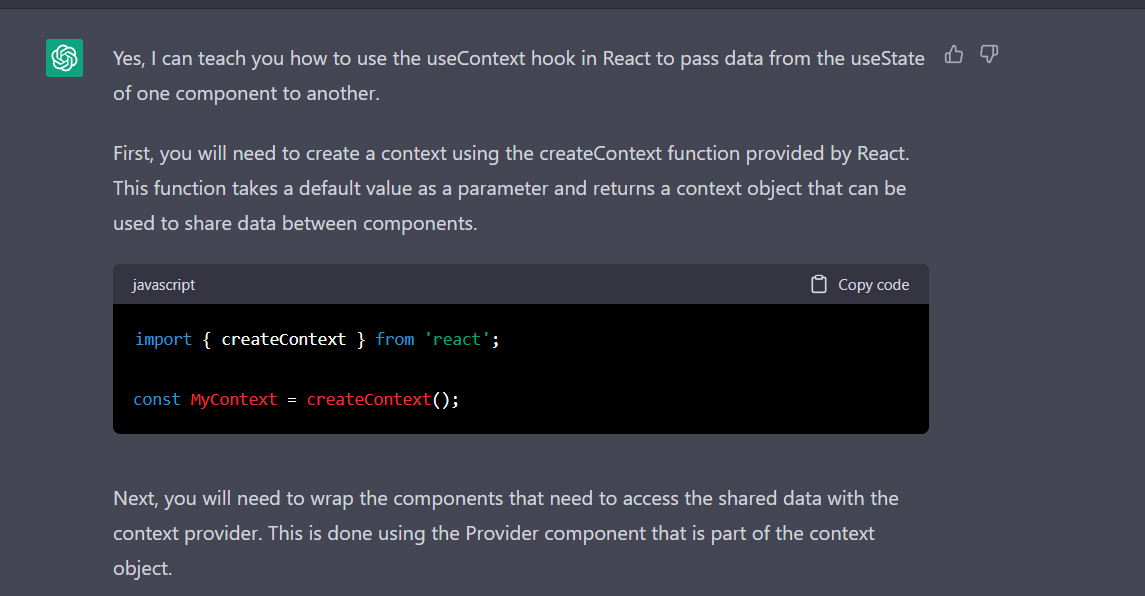 Yes, I can teach you how to use the useContext hook in React to pass data from the useState
of one component to another.
First, you will need to create a context using the createContext function provided by React.
This function takes a default value as a parameter and returns a context object that can be
used to share data between components.
javascript Copy code
import { createContext } from 'react';
const MyContext = createContext();
Next, you will need to wrap the components that need to access the shared data with the
context provider. This is done using the Provider component that is part of the context
object.